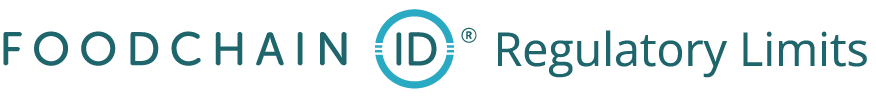 FOODCHAIN ID® Regulatory Limits